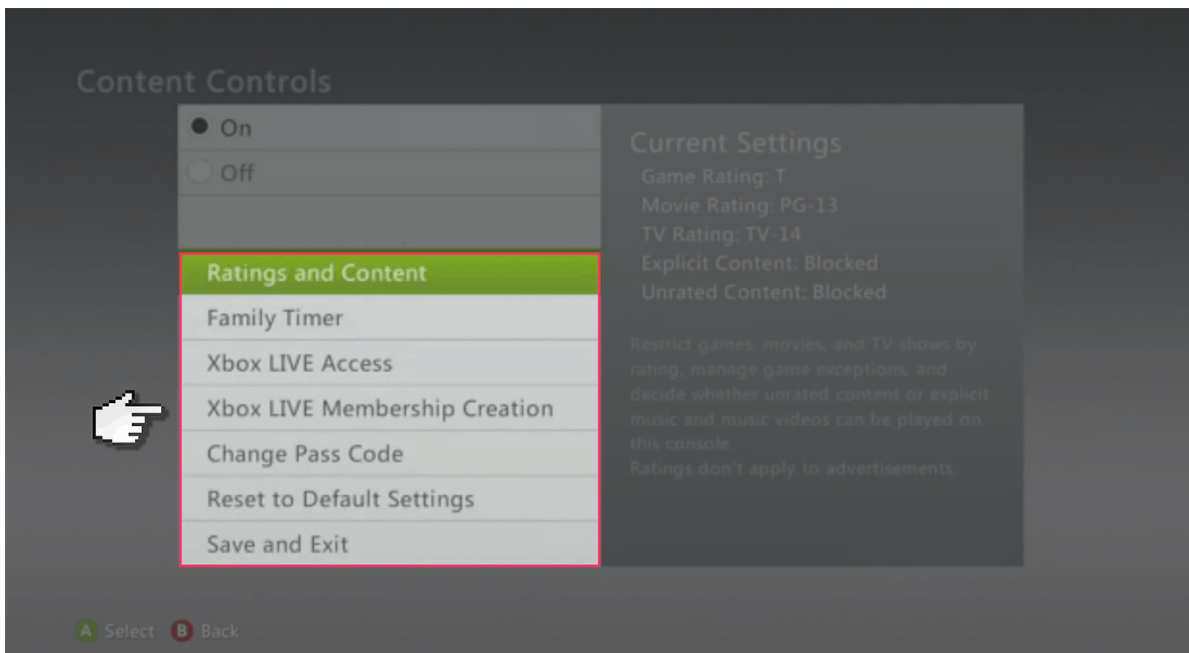 Content Controls
On
Off
Ratings and Content
Family Timer
Xbox LIVE Access
Xbox LIVE Membership Creation
Change Pass Code
Reset to Default Settings
Save and Exit
Current Settings
Game Rating: T
Movie Rating: PG-13
TV Rating: TV-14
Explicit Content: Blocked
Unrated Content: Blocked
Restrict games, movies, and TV shows by
rating, manage game exceptions, and
decide whether unrated content or explicit
music and music videos can be played on
this console.
Ratings don't apply to advertisements.
A Select B Back